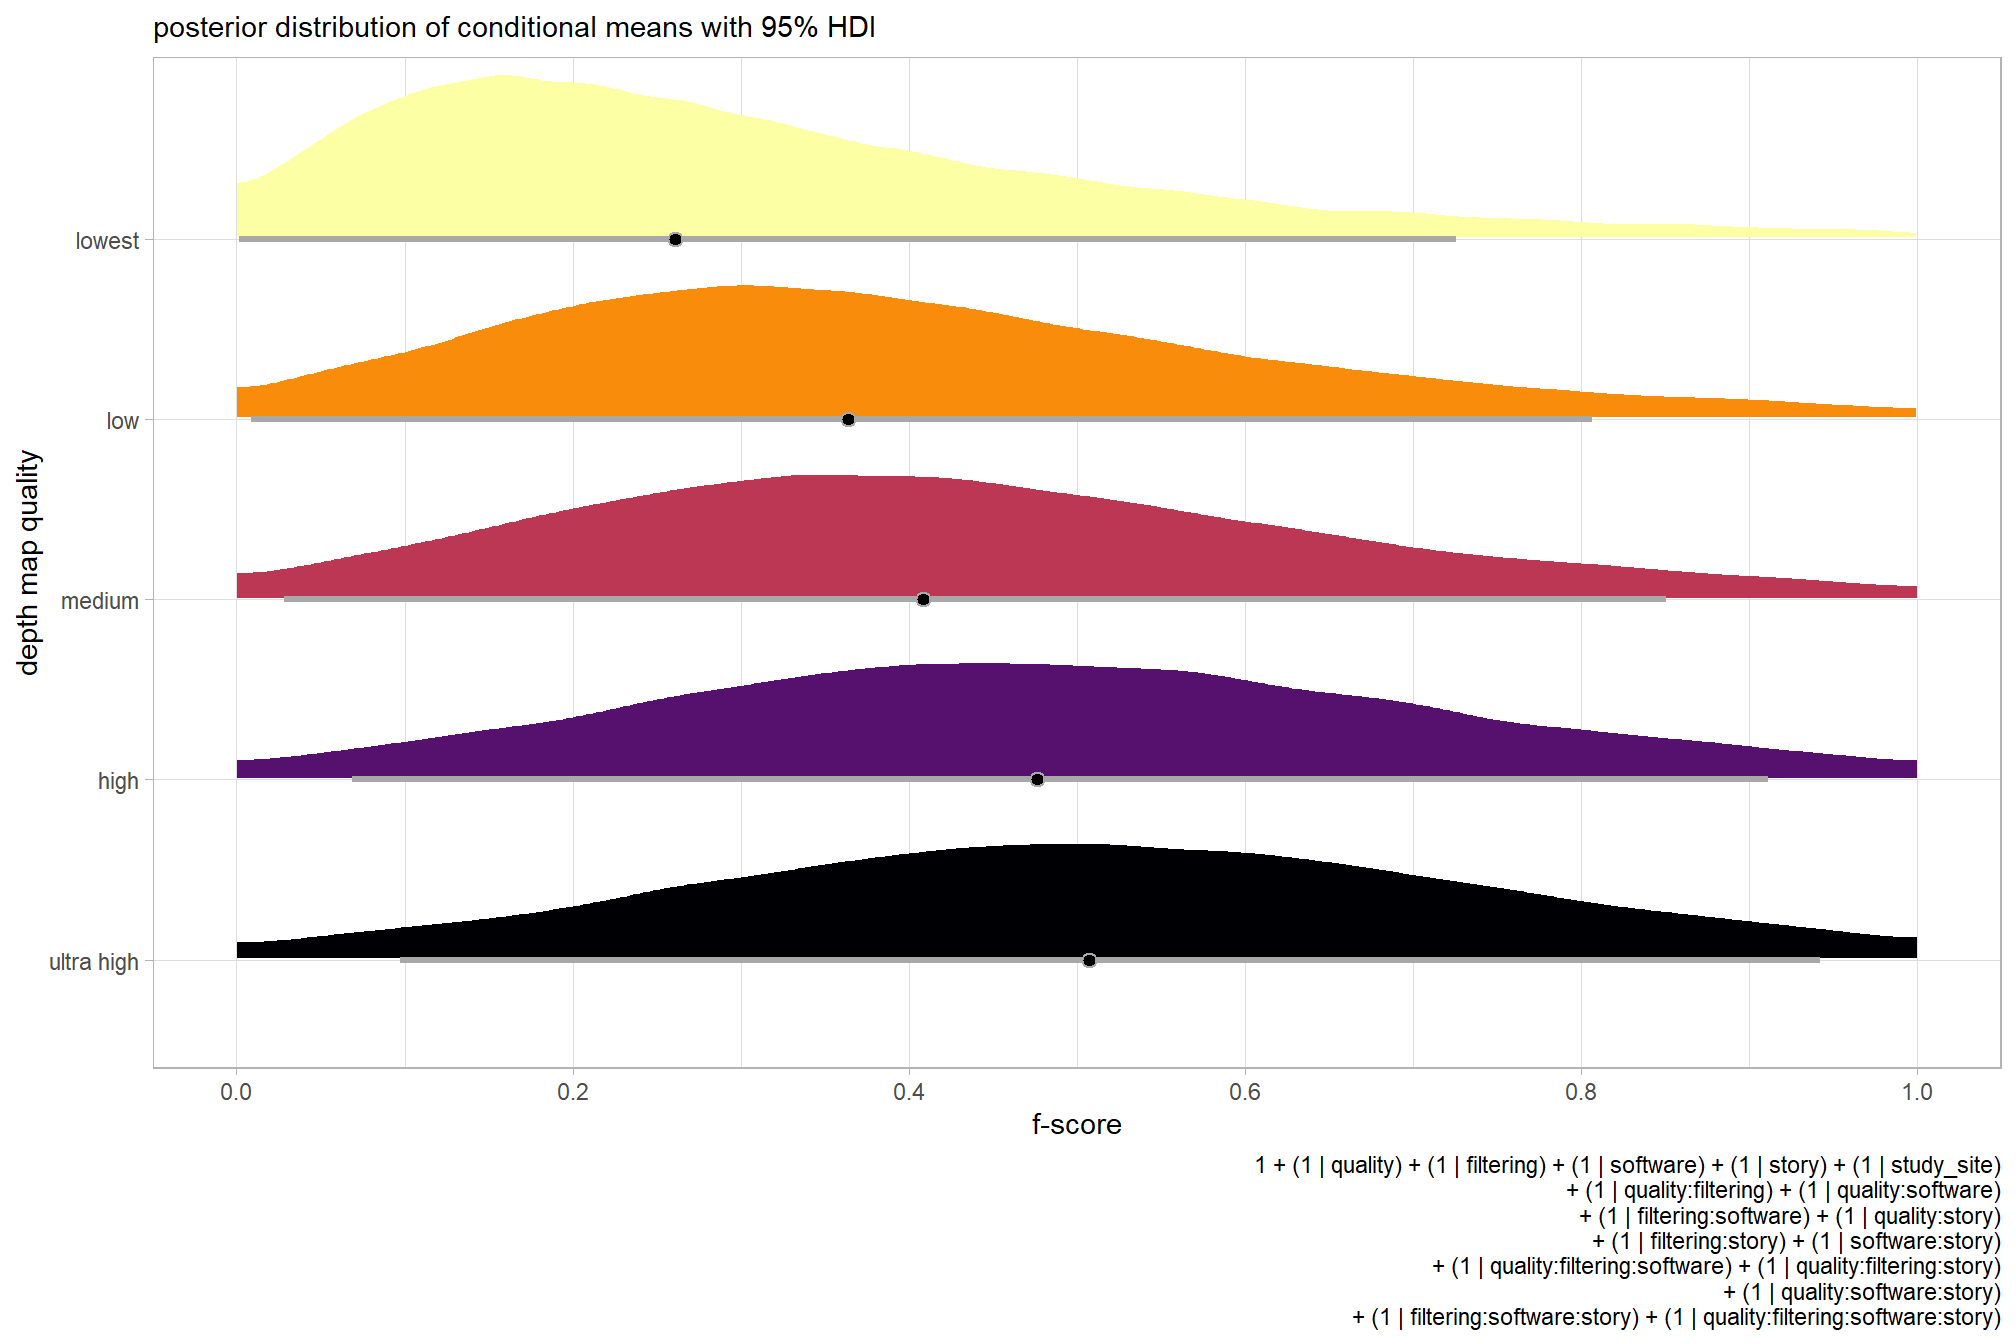 posterior distribution of conditional means with 95% HDI
depth map quality
lowest
low
medium
high
ultra high
0.0 0.2 0.4 0.6 0.8 1.0
f-score
1 + (1 | quality) + (1 | filtering) + (1 | software) + (1 | story) + (1 | study_site)
+ (1 | quality:filtering) + (1 | quality:software)
+ (1 | filtering:software) + (1 | quality:story)
+ (1 | filtering:story) + (1 | software:story)
+ (1 | quality:filtering:software) + (1 | quality:filtering:story)
+ (1 | quality:software:story)
+ (1 | filtering:software:story) + (1 | quality:filtering:software:story)